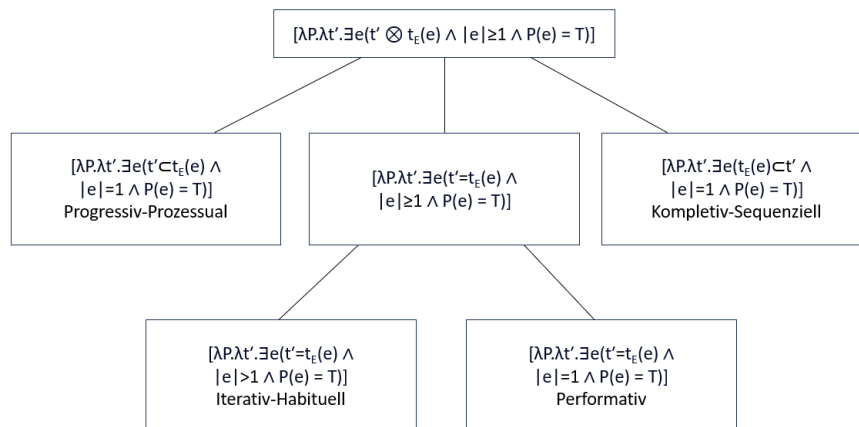 [λP.λt′.∃e(t′ ⊗ t_E(e) ∧ |e|≥1 ∧ P(e) = T)]
[λP.λt′.∃e(t′⊂t_E(e) ∧
|e|=1 ∧ P(e) = T)]
Progressiv-Prozessual
[λP.λt′.∃e(t′=t_E(e) ∧
|e|≥1 ∧ P(e) = T)]
[λP.λt′.∃e(t_E(e)⊂t′ ∧
|e|=1 ∧ P(e) = T)]
Kompletiv-Sequenziell
[λP.λt′.∃e(t′=t_E(e) ∧
|e|>1 ∧ P(e) = T)]
Iterativ-Habituell
[λP.λt′.∃e(t′=t_E(e) ∧
|e|=1 ∧ P(e) = T)]
Performativ